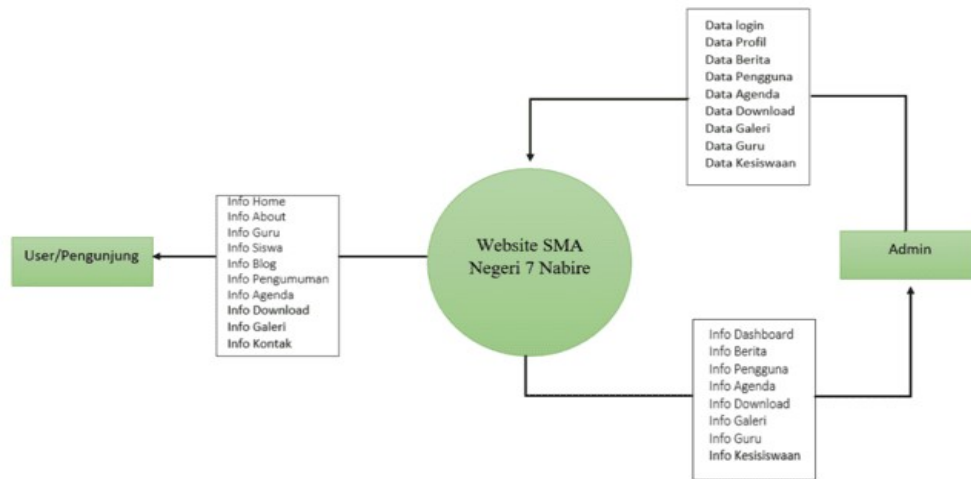 Data login
Data Profil
Data Berita
Data Pengguna
Data Agenda
Data Download
Data Galeri
Data Guru
Data Kesiswaan
User/Pengunjung
Info Home
Info About
Info Guru
Info Siswa
Info Blog
Info Pengumuman
Info Agenda
Info Download
Info Galeri
Info Kontak
Website SMA
Negeri 7 Nabire
Admin
Info Dashboard
Info Berita
Info Pengguna
Info Agenda
Info Download
Info Galeri
Info Guru
Info Kesisiswaan